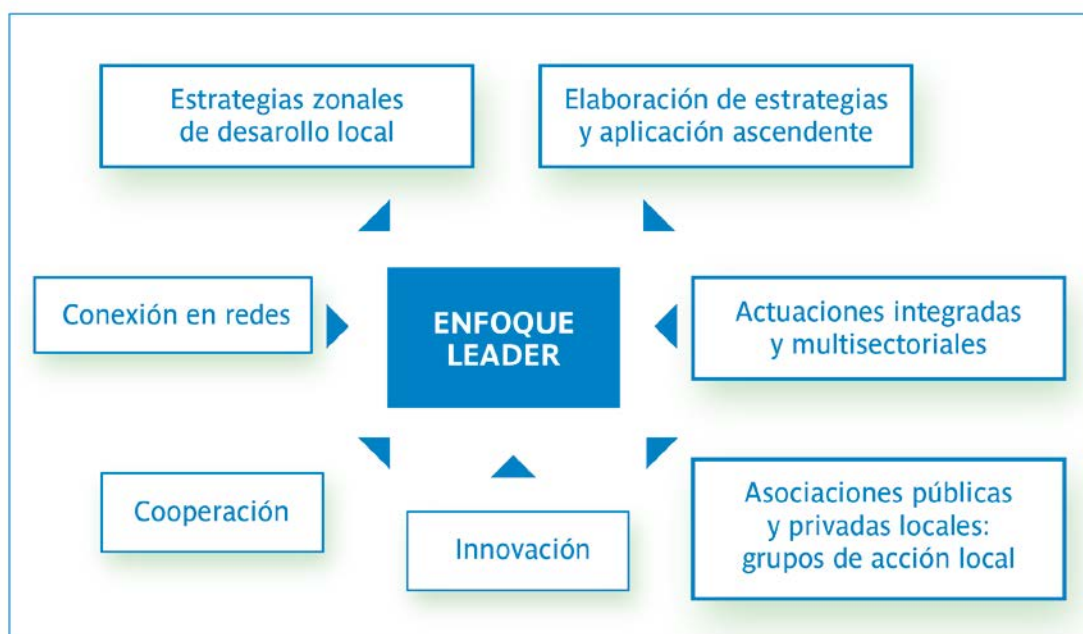 Estrategias zonales
de desarollo local
Elaboración de estrategias
y aplicación ascendente
Conexión en redes
ENFOQUE
LEADER
Actuaciones integradas
y multisectoriales
Cooperación
Innovación
Asociaciones públicas
y privadas locales:
grupos de acción local